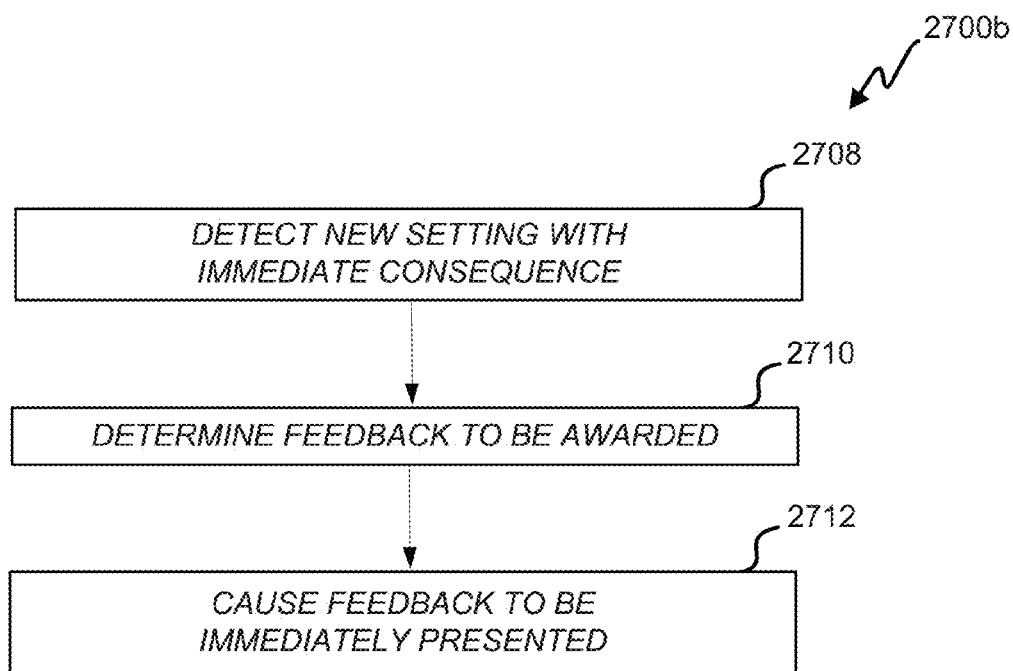 2700b
2708
DETECT NEW SETTING WITH
IMMEDIATE CONSEQUENCE
2710
DETERMINE FEEDBACK TO BE AWARDED
2712
CAUSE FEEDBACK TO BE
IMMEDIATELY PRESENTED